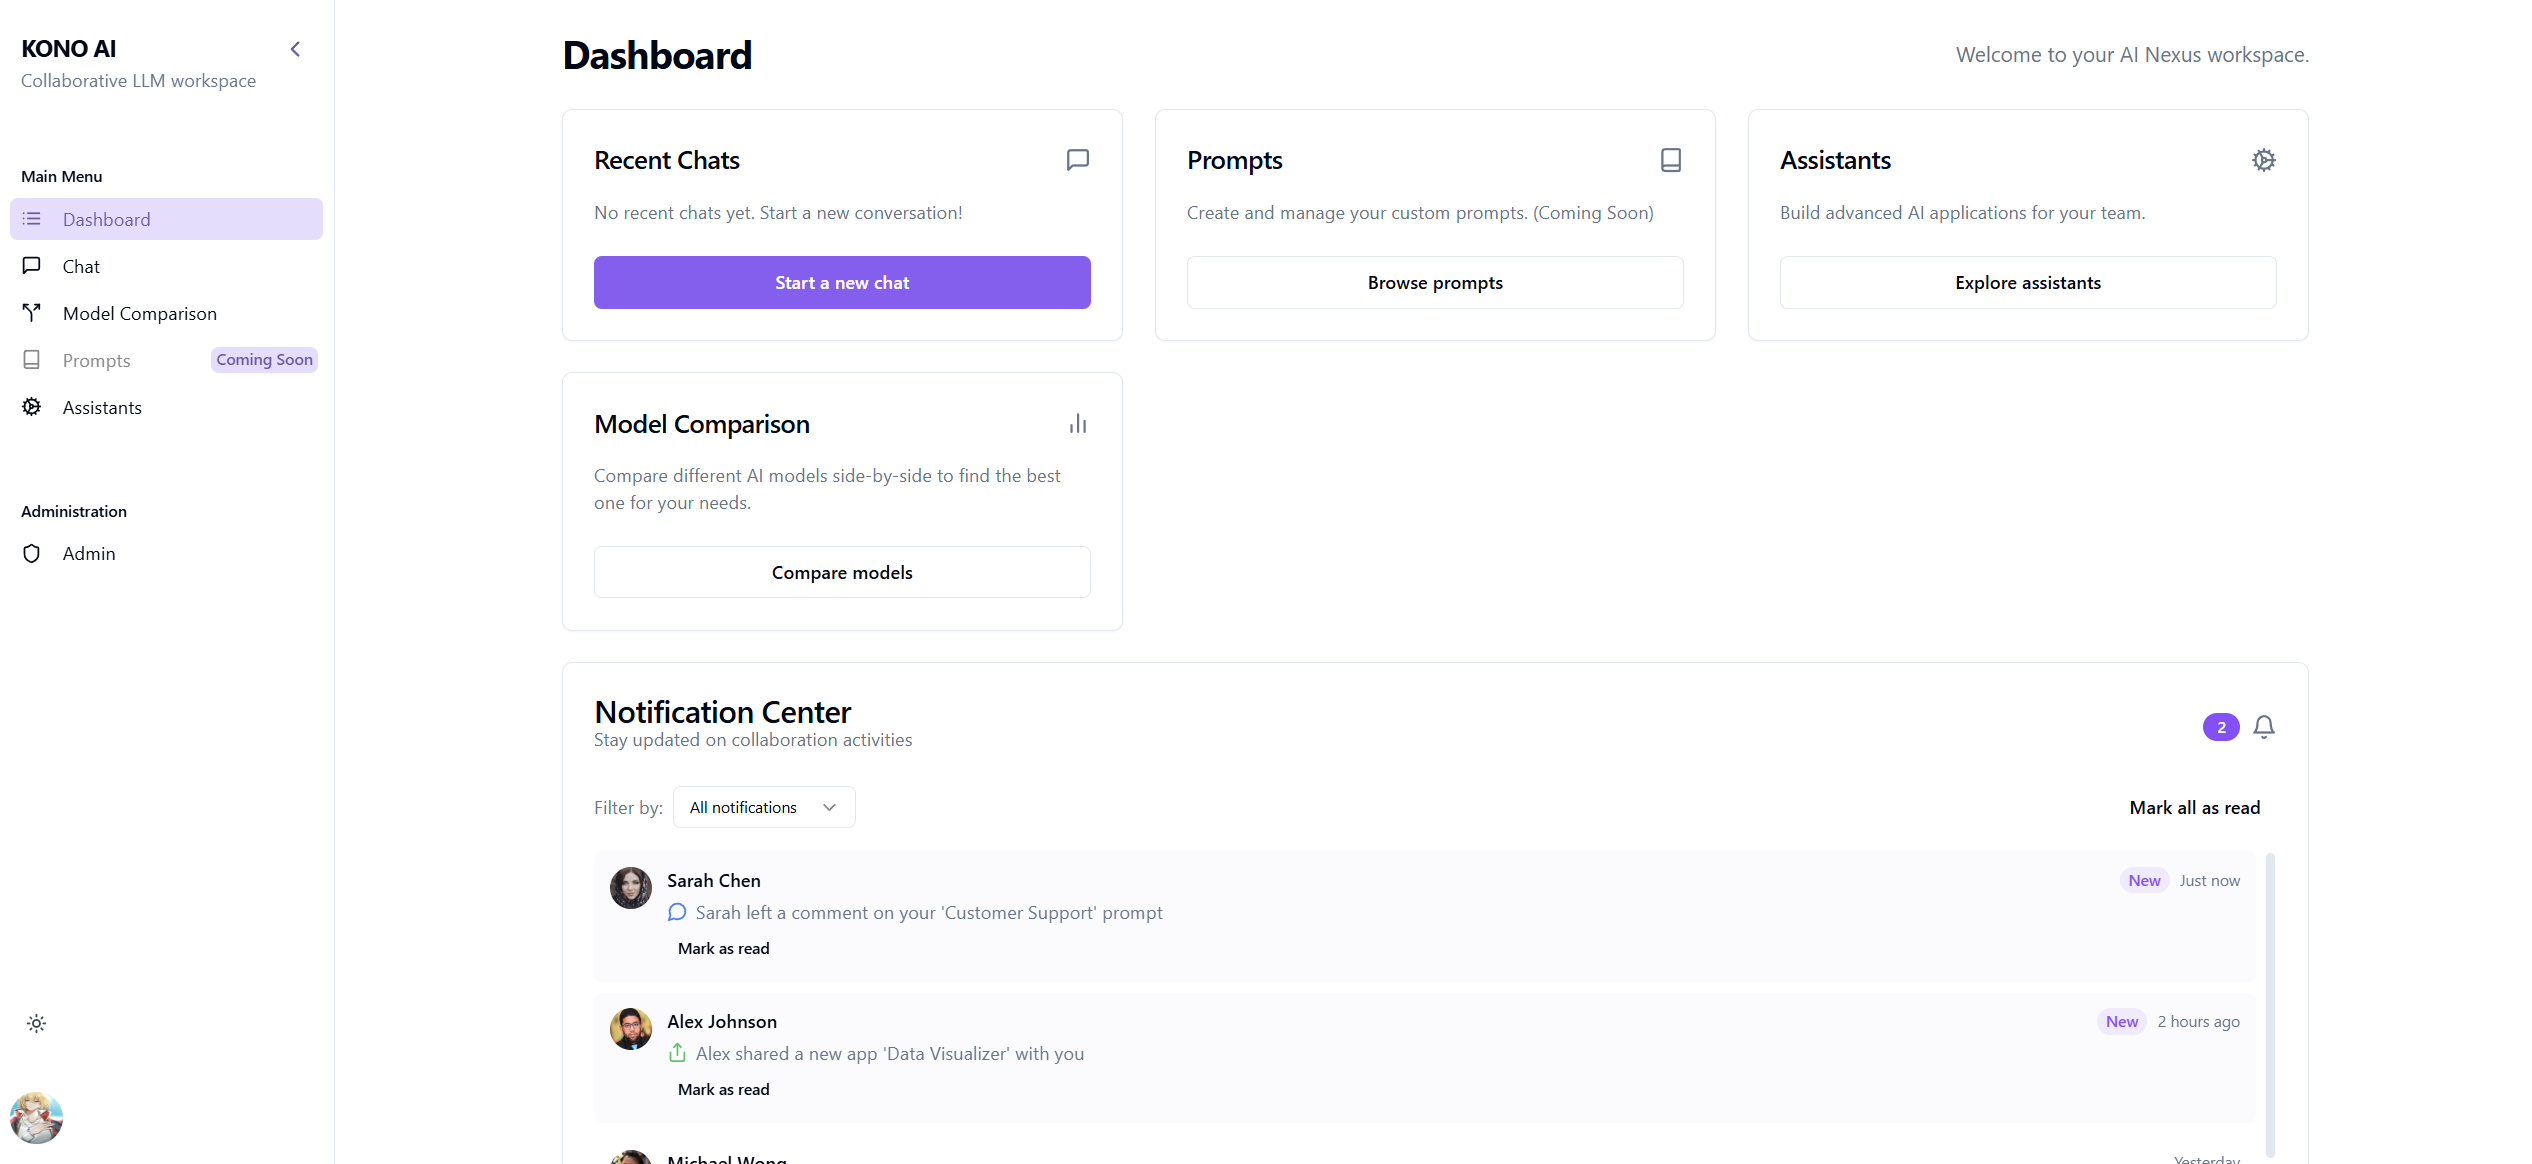 KONO AI
Collaborative LLM workspace
Main Menu
Dashboard
Chat
Model Comparison
Prompts
Coming Soon
Assistants
Administration
Admin
Dashboard
Welcome to your AI Nexus workspace.
Recent Chats
No recent chats yet. Start a new conversation!
Start a new chat
Prompts
Create and manage your custom prompts. (Coming Soon)
Browse prompts
Assistants
Build advanced AI applications for your team.
Explore assistants
Model Comparison
Compare different AI models side-by-side to find the best
one for your needs.
Compare models
Notification Center
Stay updated on collaboration activities
2
Filter by:
All notifications
Mark all as read
Sarah Chen
New
Just now
Sarah left a comment on your 'Customer Support' prompt
Mark as read
Alex Johnson
New
2 hours ago
Alex shared a new app 'Data Visualizer' with you
Mark as read
Michael Wong
Yesterday